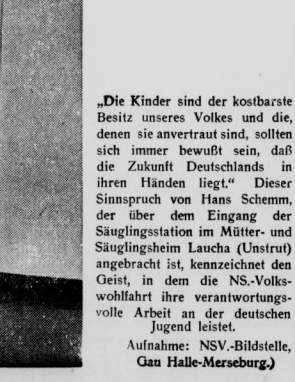 „Die Kinder sind der kostbarste
Besitz unseres Volkes und die,
denen sie anvertraut sind, sollten
sich immer bewußt sein, daß
die Zukunft Deutschlands in
ihren Händen liegt.“ Dieser
Sinnspruch von Hans Schemm,
der über dem Eingang der
Säuglingsstation im Mütter- und
Säuglingsheim Laucha (Unstrut)
angebracht ist, kennzeichnet den
Geist, in dem die NS.-Volks-
wohlfahrt ihre verantwortungs-
volle Arbeit an der deutschen
Jugend leistet.
Aufnahme: NSV.-Bildstelle,
Gau Halle-Merseburg.)